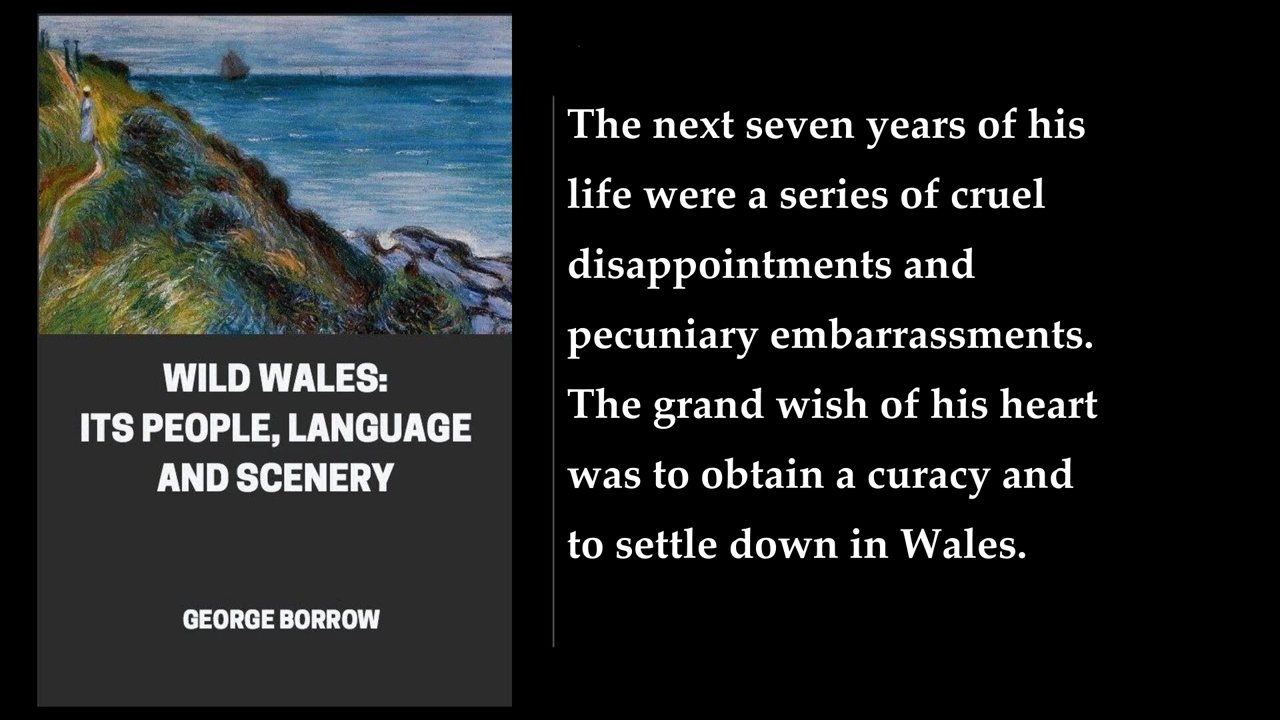 WILD WALES:
ITS PEOPLE, LANGUAGE
AND SCENERY
GEORGE BORROW
The next seven years of his
life were a series of cruel
disappointments and
pecuniary embarrassments.
The grand wish of his heart
was to obtain a curacy and
to settle down in Wales.